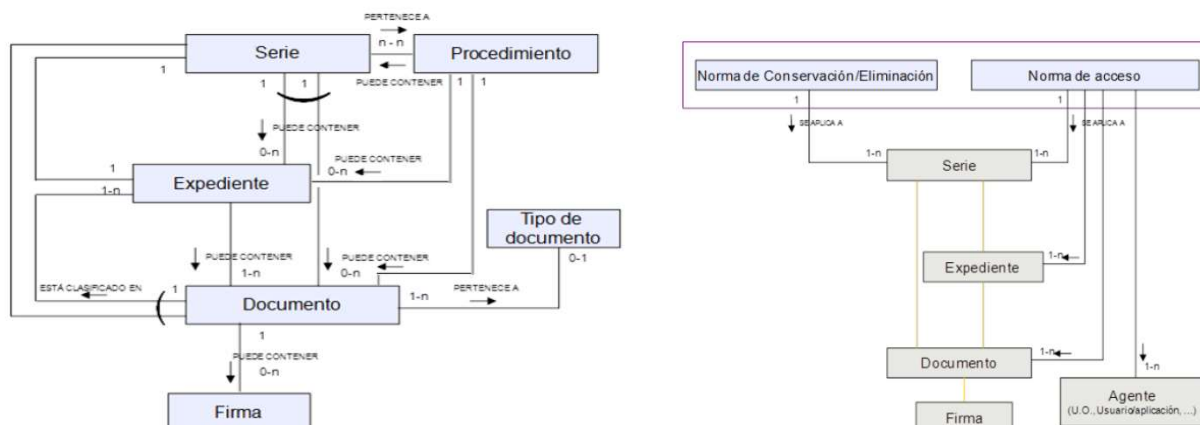 PERTENECE A
Serie
n-n
Procedimiento
1
1
1
PUEDE CONTENER
1
1
PUEDE CONTENER
0-n
PUEDE CONTENER
0-n
1
Expediente
1-n
Tipo de
documento
0-1
PUEDE CONTENER
1-n
PUEDE CONTENER
0-n
ESTÁ CLASIFICADO EN
1
Documento
1-n
PERTENECE A
1
PUEDE CONTENER
0-n
Firma
Norma de Conservación/Eliminación
Norma de acceso
1
1
SE APLICA A
SE APLICA A
1-n
Serie
1-n
Expediente
1-n
Documento
1-n
1-n
Agente
(U.O., Usuario/aplicación, ...)
Firma